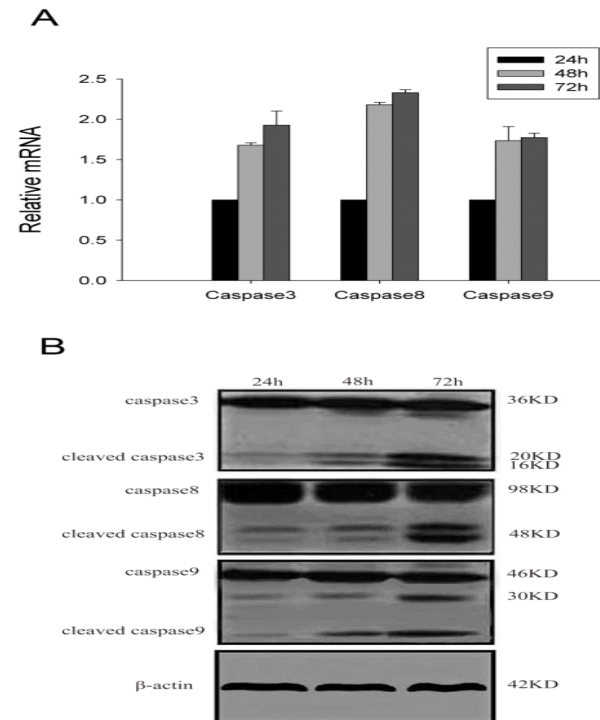 A
24h
48h
72h
Relative mRNA
2.5
2.0
1.5
1.0
0.5
0.0
Caspase3 Caspase8 Caspase9
B
24h 48h 72h
caspase3 36KD
cleaved caspase3 20KD
16KD
caspase8 98KD
cleaved caspase8 48KD
caspase9 46KD
30KD
cleaved caspase9
β-actin 42KD